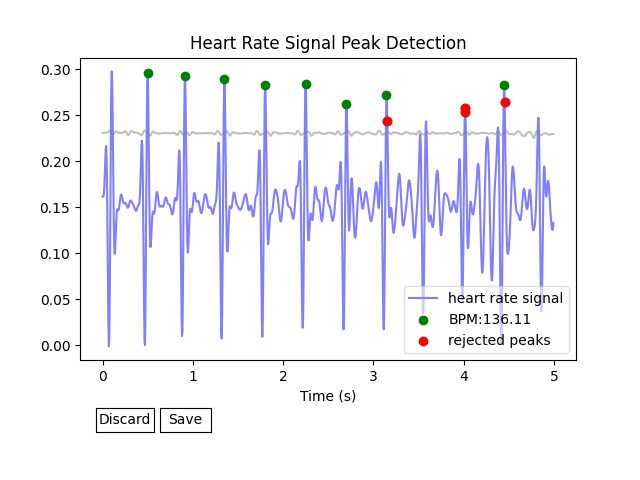 Heart Rate Signal Peak Detection
0.30
0.25
0.20
0.15
0.10
0.05
0.00
heart rate signal
BPM:136.11
rejected peaks
0 1 2 3 4 5
Time (s)
Discard Save